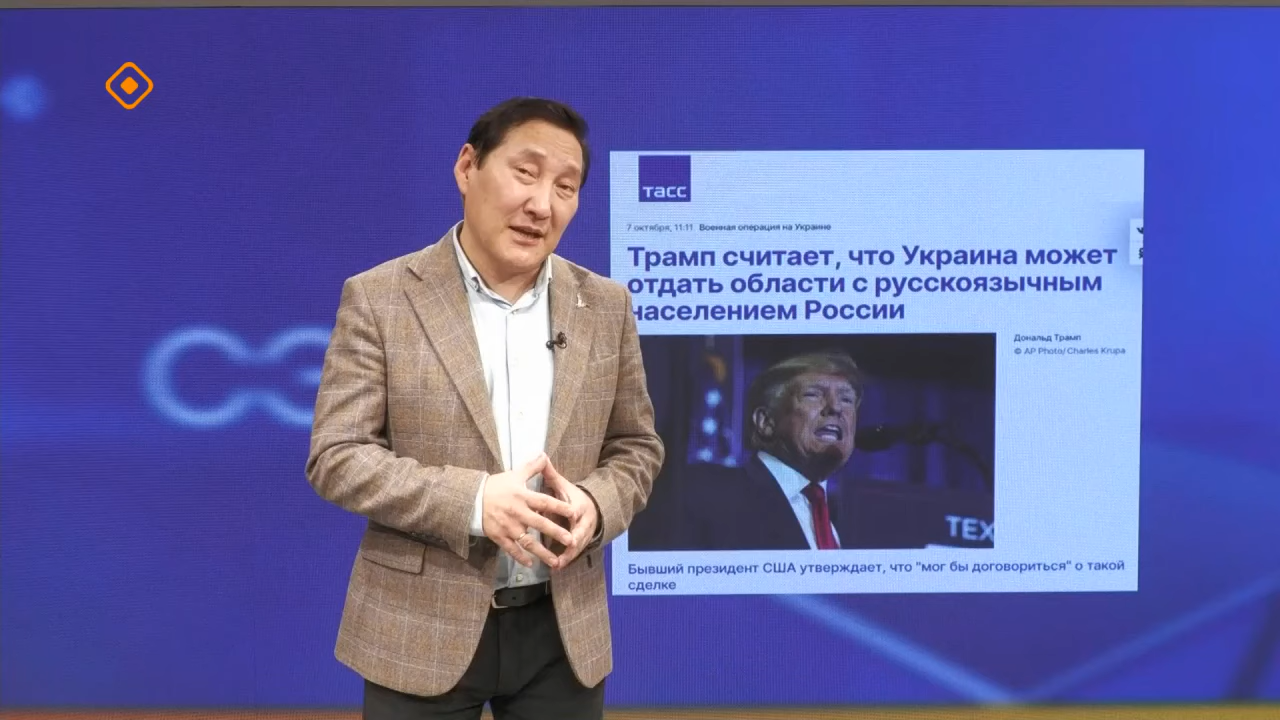 СЭ
тасс
7 октября, 11:11 Военная операция на Украине
Трамп считает, что Украина может
отдать области с русскоязычным
населением России
Дональд Трамп
© AP Photo/ Charles Krupa
TEX
Бывший президент США утверждает, что "мог бы договориться" о такой
сделке